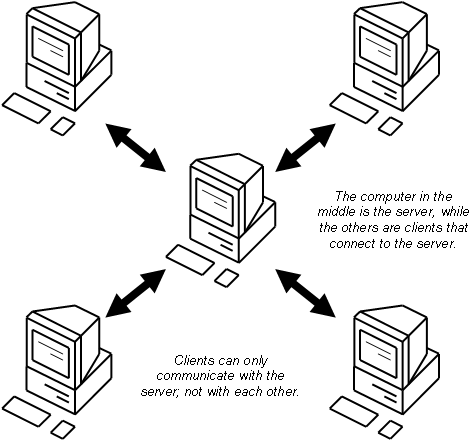 The computer in the
middle is the server, while
the others are clients that
connect to the server.
Clients can only
communicate with the
server; not with each other.